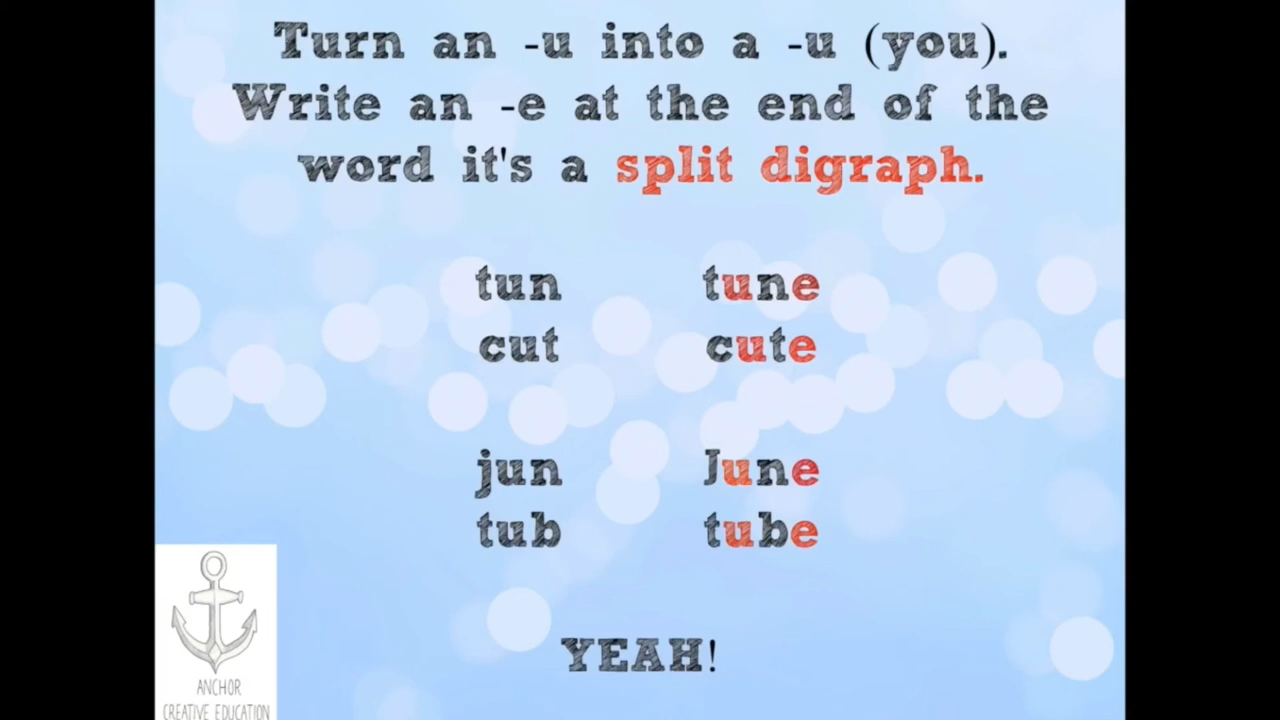 Turn an -u into a -u (you).
Write an -e at the end of the
word it's a split digraph.
tun tune
cut cute
jun June
tub tube
YEAH!
ANCHOR
CREATIVE EDUCATION